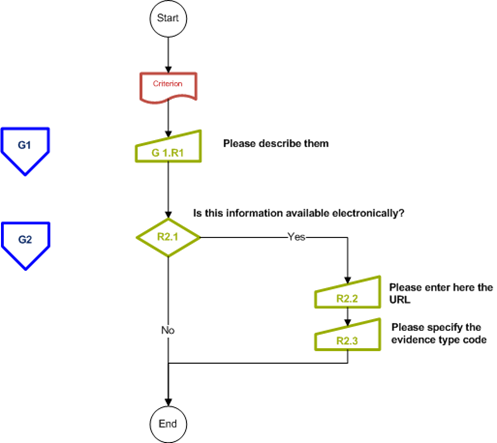 Start
Criterion
G1
G 1.R1
Please describe them
Is this information available electronically?
G2
R2.1
Yes
R2.2
Please enter here the
URL
No
R2.3
Please specify the
evidence type code
End